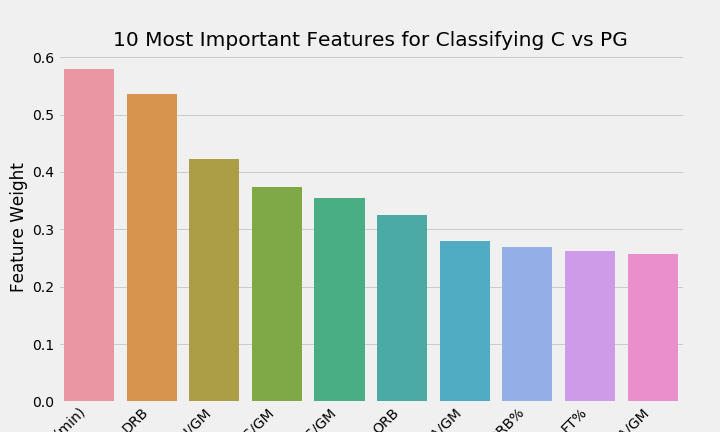 10 Most Important Features for Classifying C vs PG
Feature Weight
0.6
0.5
0.4
0.3
0.2
0.1
0.0
min)
DRB
/GM
/GM
/GM
ORB
/GM
RB%
FT%
/GM